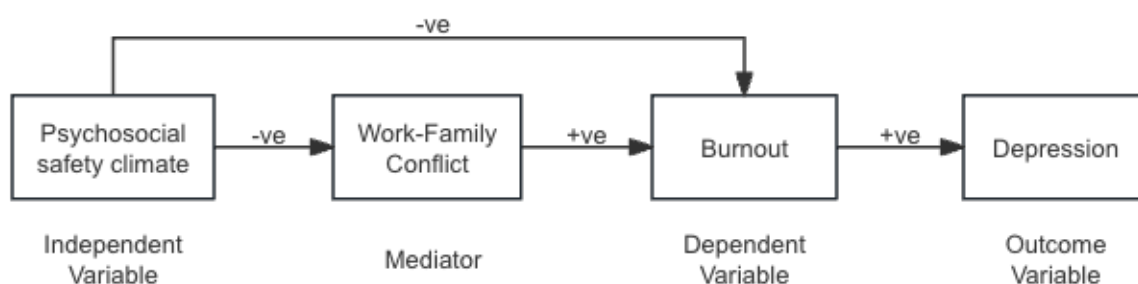 -ve
Psychosocial
safety climate
-ve
Work-Family
Conflict
+ve
Burnout
+ve
Depression
Independent
Variable
Mediator
Dependent
Variable
Outcome
Variable